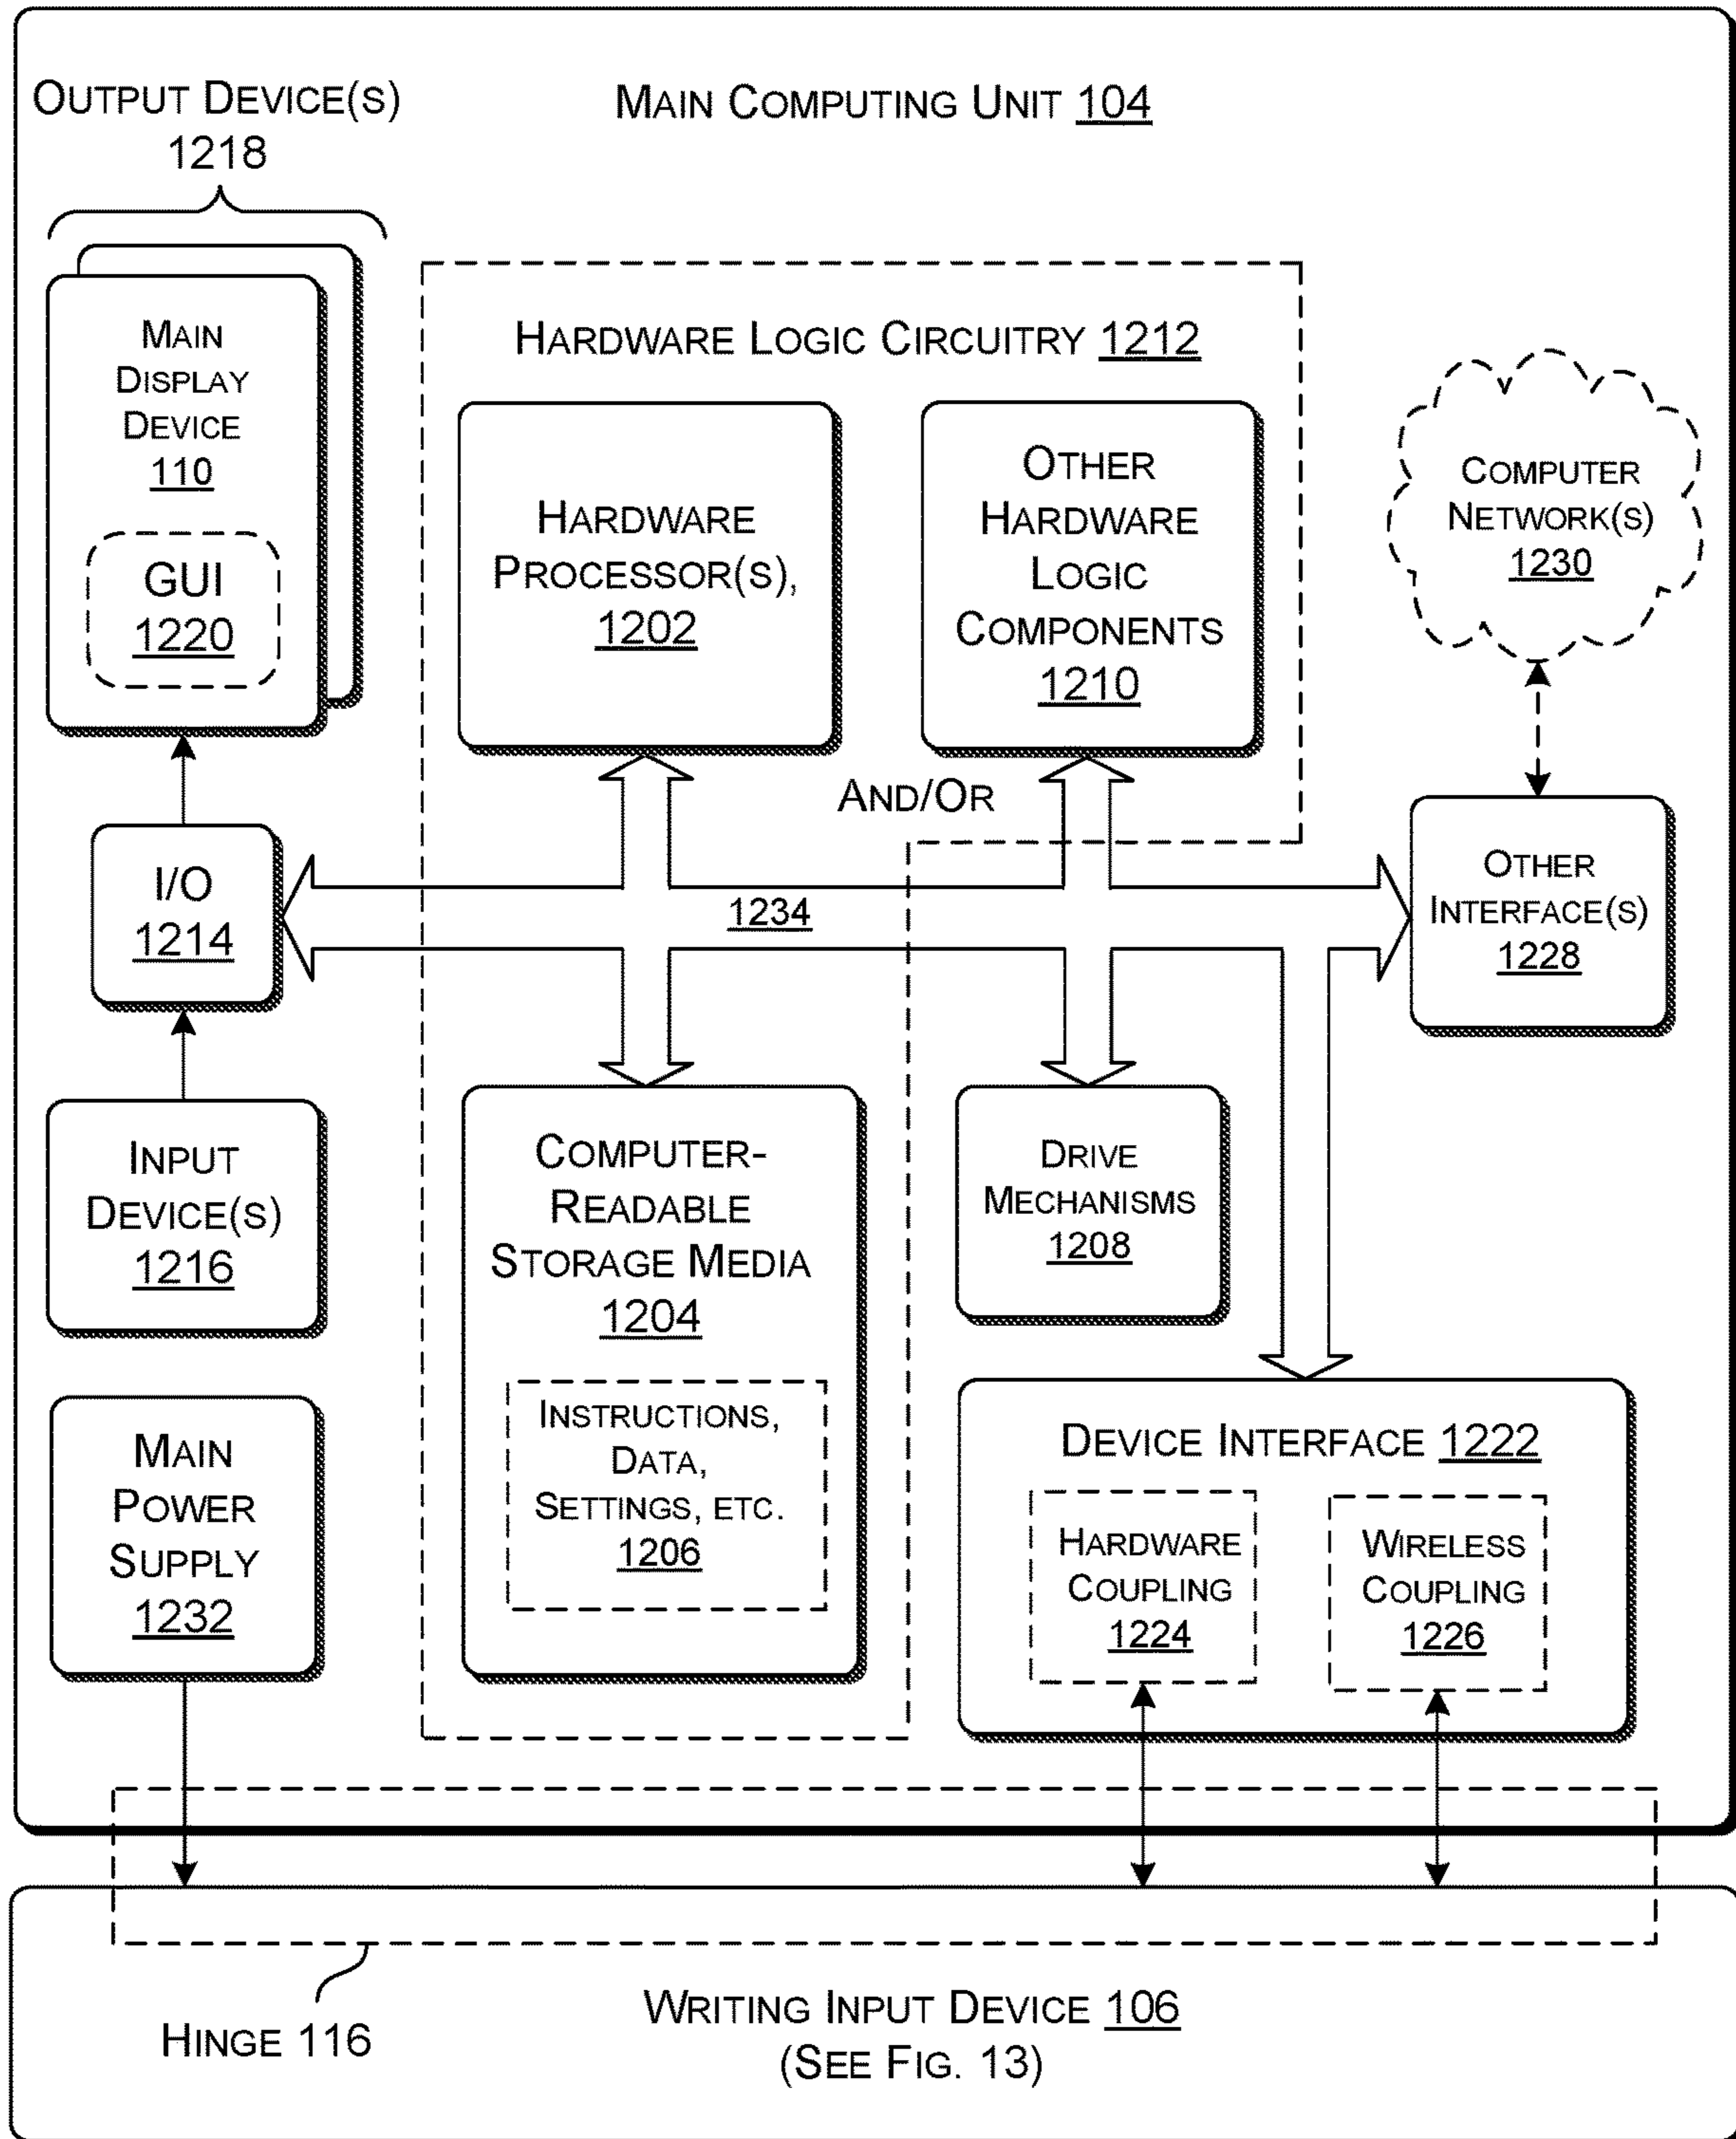 MAIN COMPUTING UNIT 104
OUTPUT DEVICE(S)
1218
MAIN
DISPLAY
DEVICE
110
GUI
1220
HARDWARE LOGIC CIRCUITRY 1212
HARDWARE
PROCESSOR(S),
1202
OTHER
HARDWARE
LOGIC
COMPONENTS
1210
AND/OR
COMPUTER
NETWORK(S)
1230
I/O
1214
1234
OTHER
INTERFACE(S)
1228
INPUT
DEVICE(S)
1216
COMPUTER-
READABLE
STORAGE MEDIA
1204
INSTRUCTIONS,
DATA,
SETTINGS, ETC.
1206
DRIVE
MECHANISMS
1208
MAIN
POWER
SUPPLY
1232
DEVICE INTERFACE 1222
HARDWARE
COUPLING
1224
WIRELESS
COUPLING
1226
HINGE 116
WRITING INPUT DEVICE 106
(SEE FIG. 13)